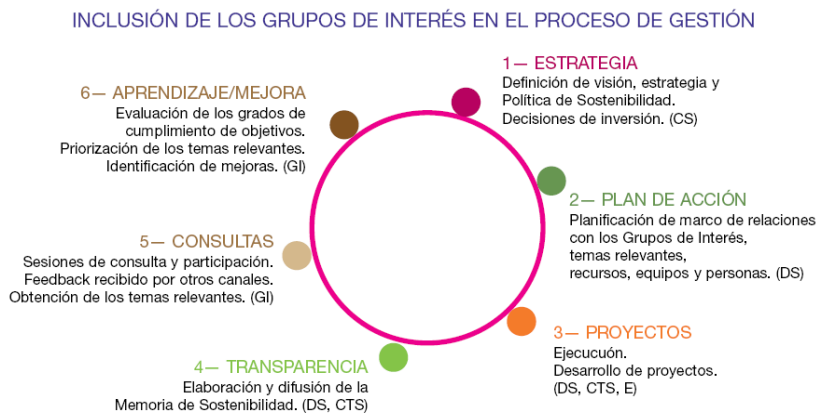 INCLUSIÓN DE LOS GRUPOS DE INTERÉS EN EL PROCESO DE GESTIÓN
1— ESTRATEGIA
Definición de visión, estrategia y
Política de Sostenibilidad.
Decisiones de inversión. (CS)
2— PLAN DE ACCIÓN
Planificación de marco de relaciones
con los Grupos de Interés,
temas relevantes,
recursos, equipos y personas. (DS)
3— PROYECTOS
Ejecucuón.
Desarrollo de proyectos.
(DS, CTS, E)
4— TRANSPARENCIA
Elaboración y difusión de la
Memoria de Sostenibilidad. (DS, CTS)
5— CONSULTAS
Sesiones de consulta y participación.
Feedback recibido por otros canales.
Obtención de los temas relevantes. (GI)
6— APRENDIZAJE/MEJORA
Evaluación de los grados de
cumplimiento de objetivos.
Priorización de los temas relevantes.
Identificación de mejoras. (GI)